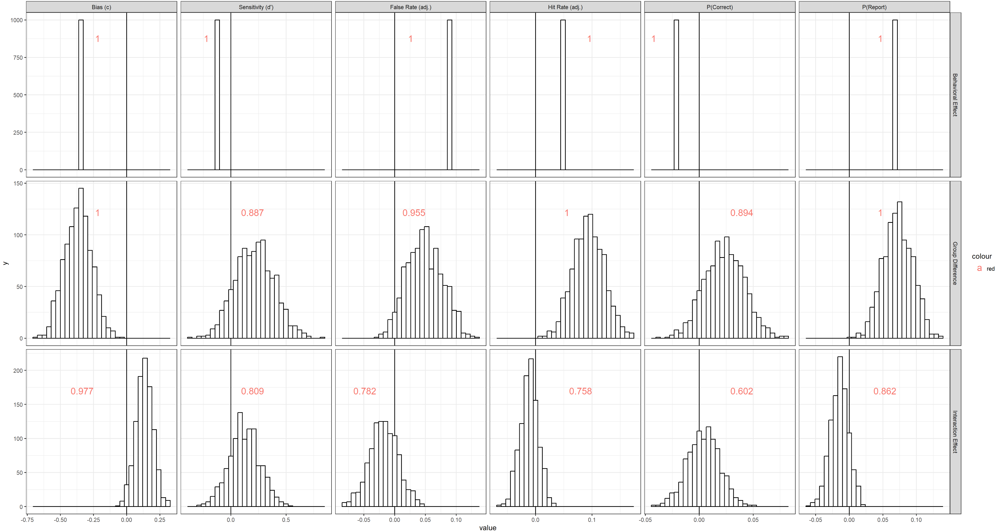 Bias (c) Sensitivity (d') False Rate (adj.) Hit Rate (adj.) P(Correct) P(Report)
1000
750
500
250
0
1 1 1 1 1 1
Behavioral Effect
150
100
50
0
1 0.887 0.955 1 0.894 1
Group Difference
y
200
150
100
50
0
0.977 0.809 0.782 0.758 0.602 0.862
Interaction Effect
-0.75 -0.50 -0.25 0.00 0.25 0.0 0.5 -0.05 0.00 0.05 0.10 0.0 0.1 -0.05 0.00 0.05 -0.05 0.00 0.05 0.10
value
colour
a red